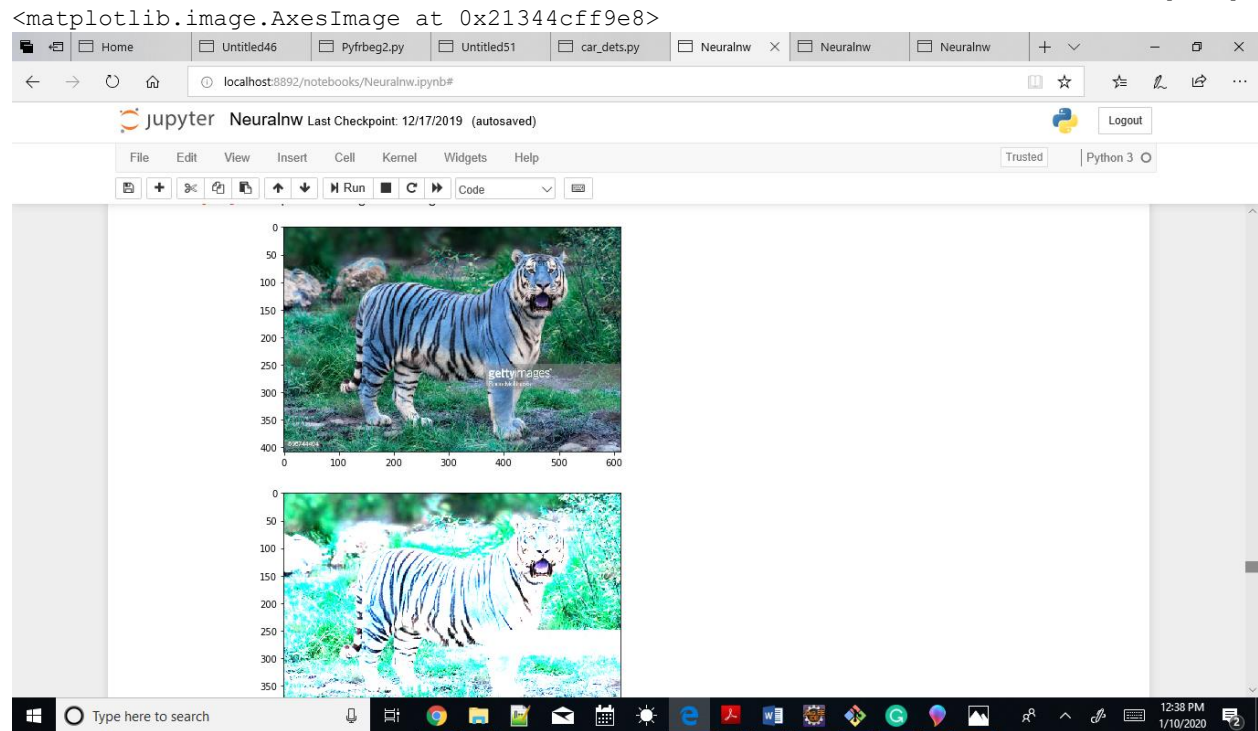 <matplotlib.image.AxesImage at 0x21344cff9e8>
Home Untitled46 Pyfrbeg2.py Untitled51 car_dets.py Neuralnw Neuralnw Neuralnw
localhost:8892/notebooks/Neuralnw.ipynb#
jupyter Neuralnw Last Checkpoint: 12/17/2019 (autosaved)
Logout
File Edit View Insert Cell Kernel Widgets Help
Trusted Python 3
Run Code
0
50
100
150
200
250
300
350
400
gettyimages
0 100 200 300 400 500 600
0
50
100
150
200
250
300
350
Type here to search
12:38 PM
1/10/2020
2